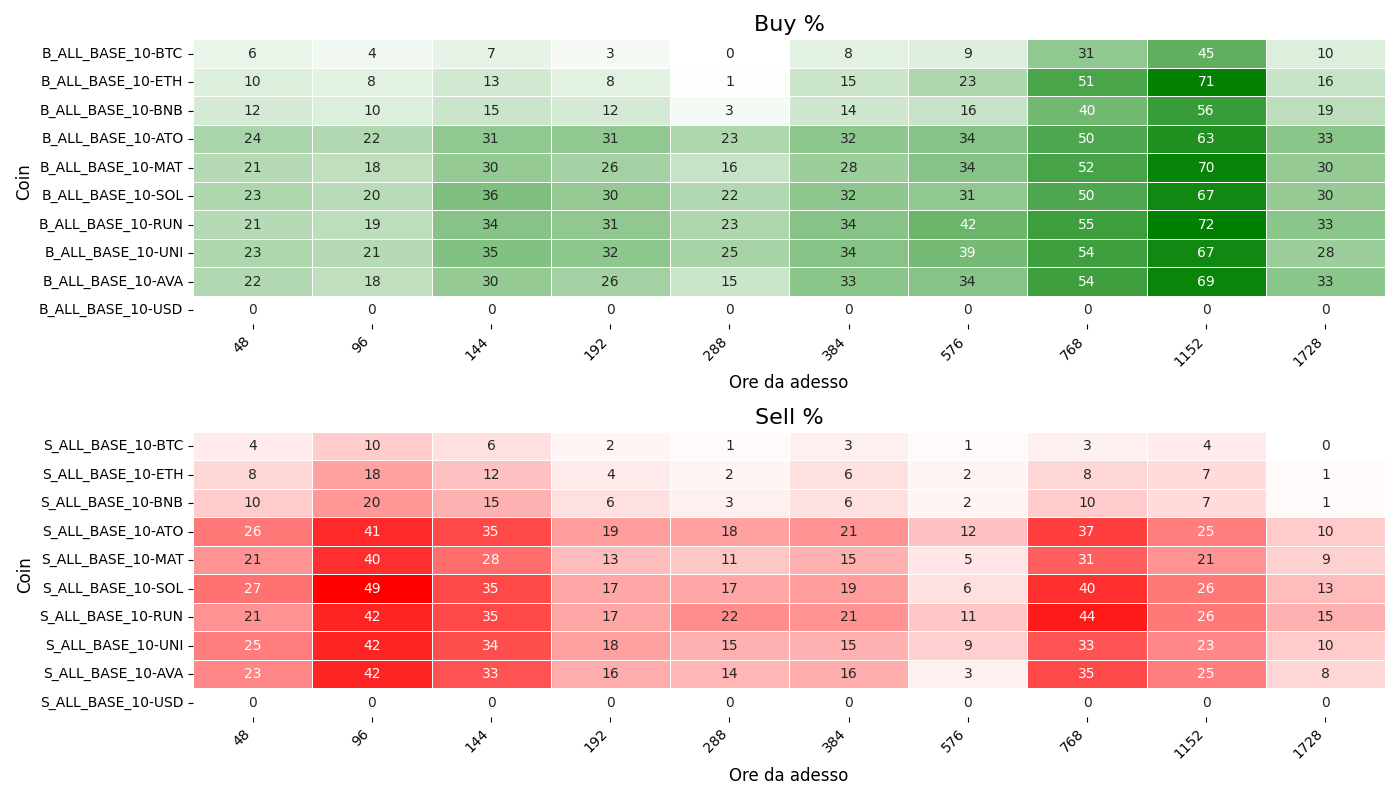 Buy %
Coin
B_ALL_BASE_10-BTC 6 4 7 3 0 8 9 31 45 10
B_ALL_BASE_10-ETH 10 8 13 8 1 15 23 51 71 16
B_ALL_BASE_10-BNB 12 10 15 12 3 14 16 40 56 19
B_ALL_BASE_10-ATO 24 22 31 31 23 32 34 50 63 33
B_ALL_BASE_10-MAT 21 18 30 26 16 28 34 52 70 30
B_ALL_BASE_10-SOL 23 20 36 30 22 32 31 50 67 30
B_ALL_BASE_10-RUN 21 19 34 31 23 34 42 55 72 33
B_ALL_BASE_10-UNI 23 21 35 32 25 34 39 54 67 28
B_ALL_BASE_10-AVA 22 18 30 26 15 33 34 54 69 33
B_ALL_BASE_10-USD 0 0 0 0 0 0 0 0 0 0
48 96 144 192 288 384 576 768 1152 1728
Ore da adesso
Sell %
Coin
S_ALL_BASE_10-BTC 4 10 6 2 1 3 1 3 4 0
S_ALL_BASE_10-ETH 8 18 12 4 2 6 2 8 7 1
S_ALL_BASE_10-BNB 10 20 15 6 3 6 2 10 7 1
S_ALL_BASE_10-ATO 26 41 35 19 18 21 12 37 25 10
S_ALL_BASE_10-MAT 21 40 28 13 11 15 5 31 21 9
S_ALL_BASE_10-SOL 27 49 35 17 17 19 6 40 26 13
S_ALL_BASE_10-RUN 21 42 35 17 22 21 11 44 26 15
S_ALL_BASE_10-UNI 25 42 34 18 15 15 9 33 23 10
S_ALL_BASE_10-AVA 23 42 33 16 14 16 3 35 25 8
S_ALL_BASE_10-USD 0 0 0 0 0 0 0 0 0 0
48 96 144 192 288 384 576 768 1152 1728
Ore da adesso